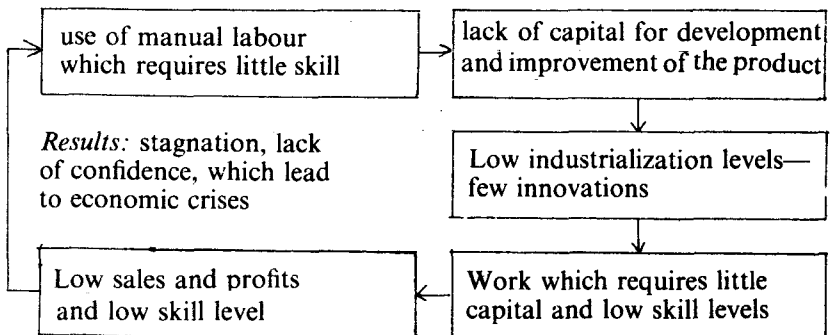 use of manual labour
which requires little skill
lack of capital for development
and improvement of the product
Results: stagnation, lack
of confidence, which lead
to economic crises
Low industrialization levels—
few innovations
Low sales and profits
and low skill level
Work which requires little
capital and low skill levels